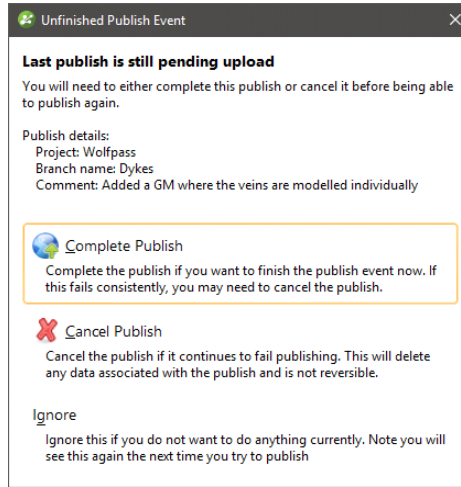 Unfinished Publish Event
Last publish is still pending upload
You will need to either complete this publish or cancel it before being able
to publish again.
Publish details:
Project: Wolfpass
Branch name: Dykes
Comment: Added a GM where the veins are modelled individually
Complete Publish
Complete the publish if you want to finish the publish event now. If
this fails consistently, you may need to cancel the publish.
Cancel Publish
Cancel the publish if it continues to fail publishing. This will delete
any data associated with the publish and is not reversible.
Ignore
Ignore this if you do not want to do anything currently. Note you will
see this again the next time you try to publish